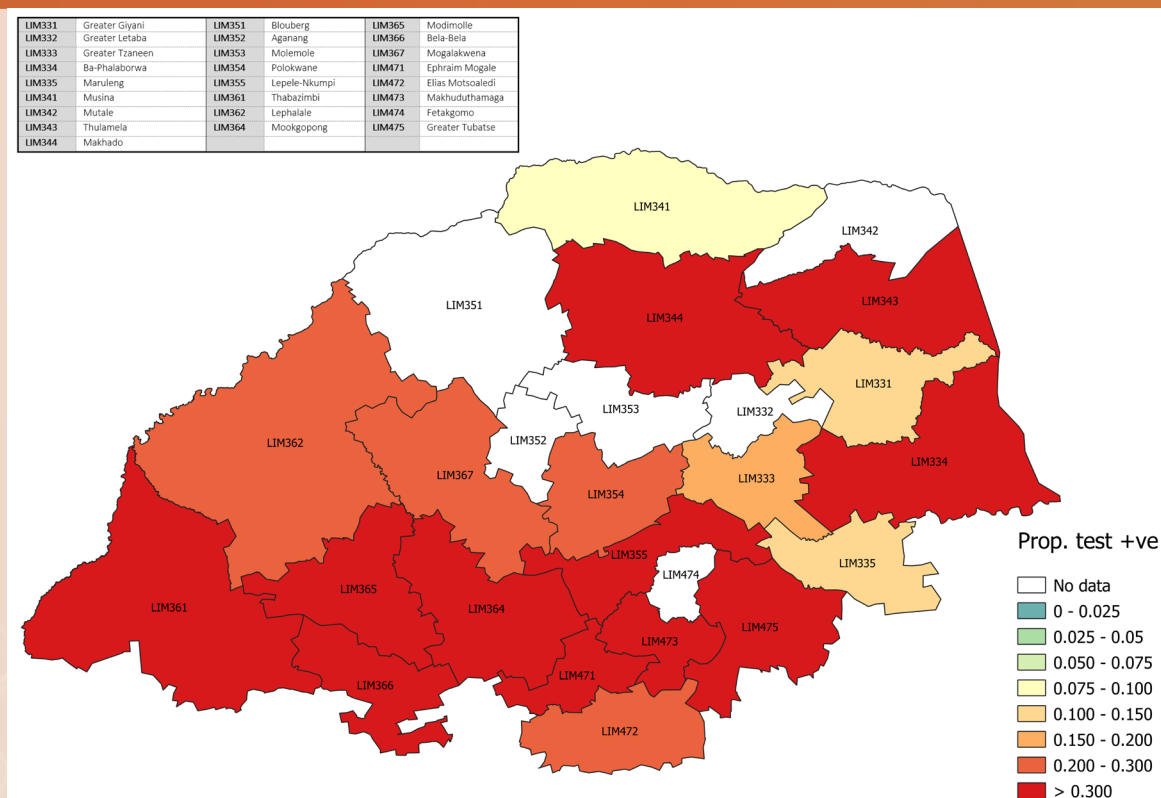 LIM331 Greater Giyani LIM351 Blouberg LIM365 Modimolle
LIM332 Greater Letaba LIM352 Aganang LIM366 Bela-Bela
LIM333 Greater Tzaneen LIM353 Molemole LIM367 Mogalakwena
LIM334 Ba-Phalaborwa LIM354 Polokwane LIM471 Ephraim Mogale
LIM335 Maruleng LIM355 Lepele-Nkumpi LIM472 Elias Motsoaledi
LIM341 Musina LIM361 Thabazimbi LIM473 Makhuduthamaga
LIM342 Mutale LIM362 Lephalale LIM474 Fetakgomo
LIM343 Thulamela LIM364 Mookgopong LIM475 Greater Tubatse
LIM344 Makhado
LIM341
LIM342
LIM351
LIM344
LIM343
LIM331
LIM353
LIM332
LIM352
LIM362
LIM367
LIM354
LIM333
LIM334
LIM355
LIM335
LIM474
LIM361
LIM365
LIM364
LIM473
LIM475
LIM366
LIM471
LIM472
Prop. test +ve
No data
0 - 0.025
0.025 - 0.05
0.050 - 0.075
0.075 - 0.100
0.100 - 0.150
0.150 - 0.200
0.200 - 0.300
> 0.300